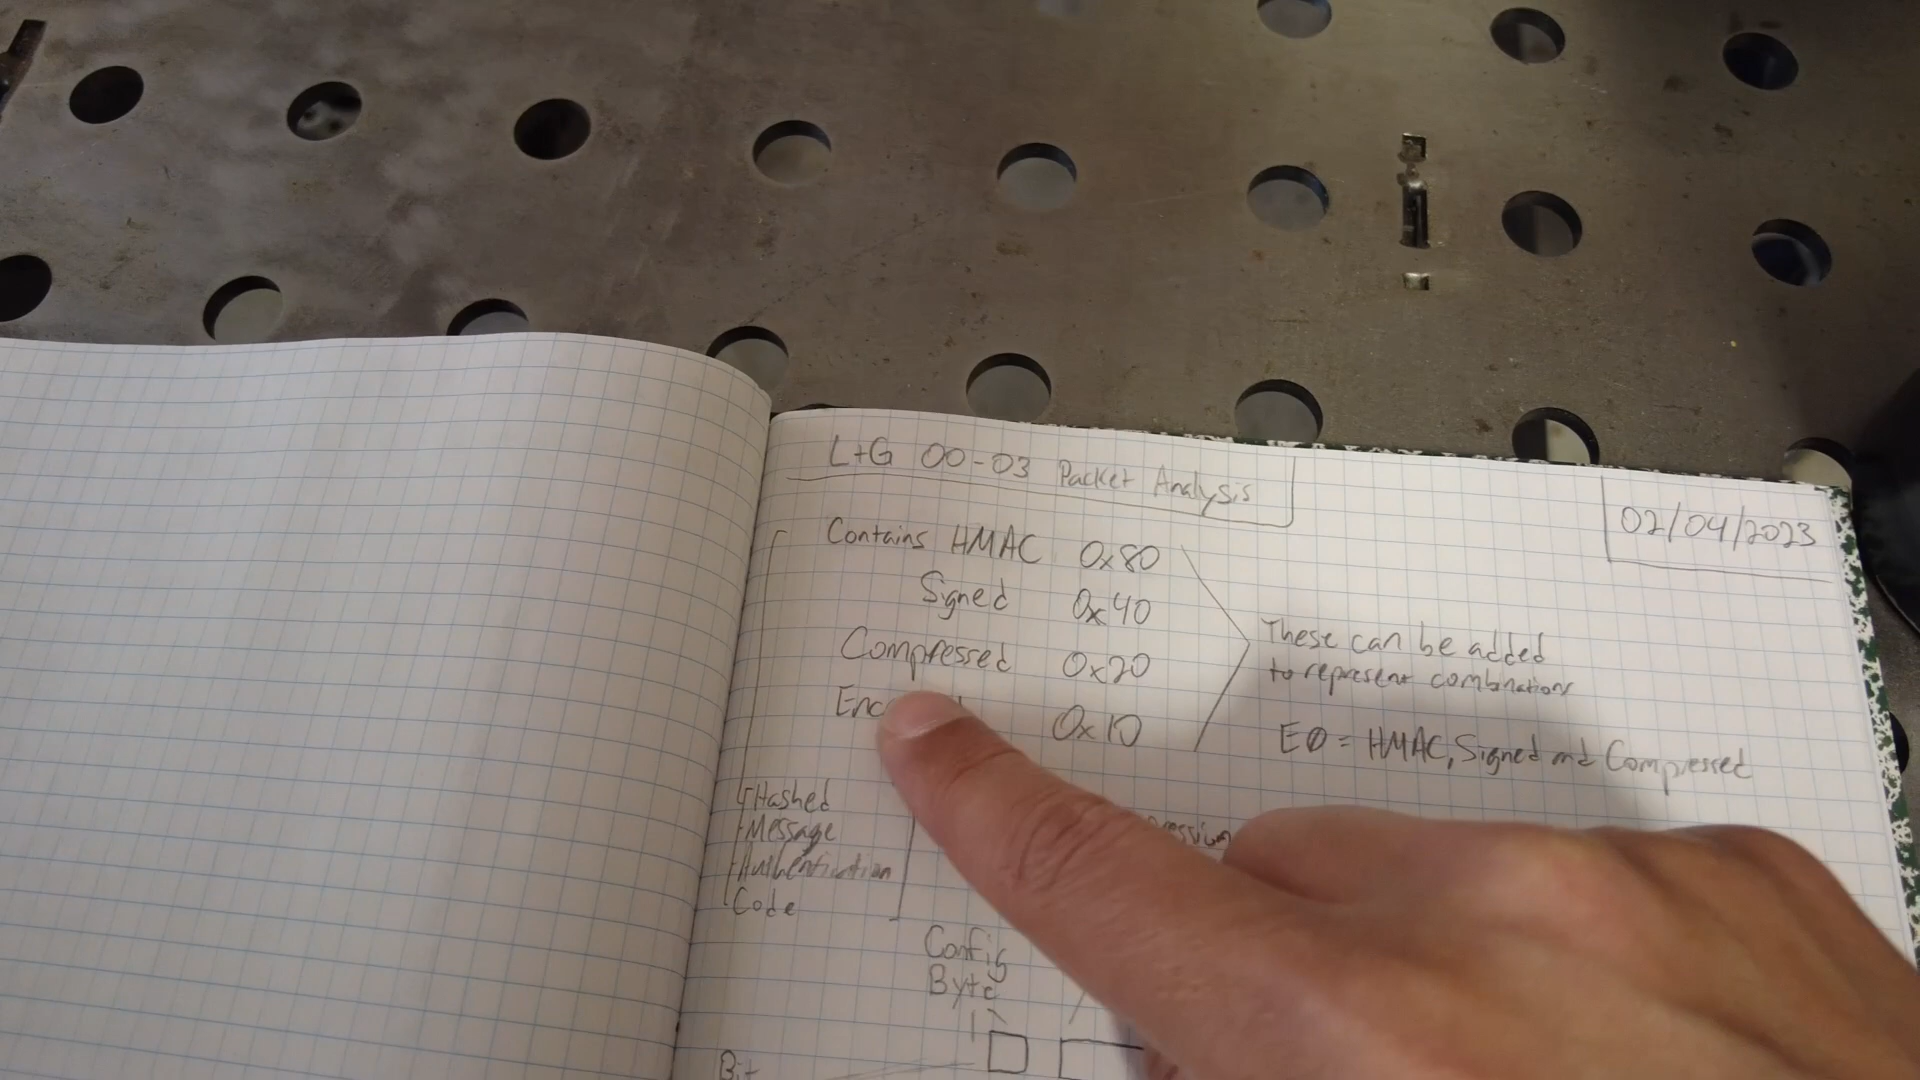 L+G 00-03 Packet Analysis
02/04/2023
Contains HMAC 0x80
Signed 0x40
Compressed 0x20
0x10
These can be added
to represent combinations
E0 = HMAC, Signed and Compressed
Hashed
Message
Authentication
Code
Config
Byte
Bit